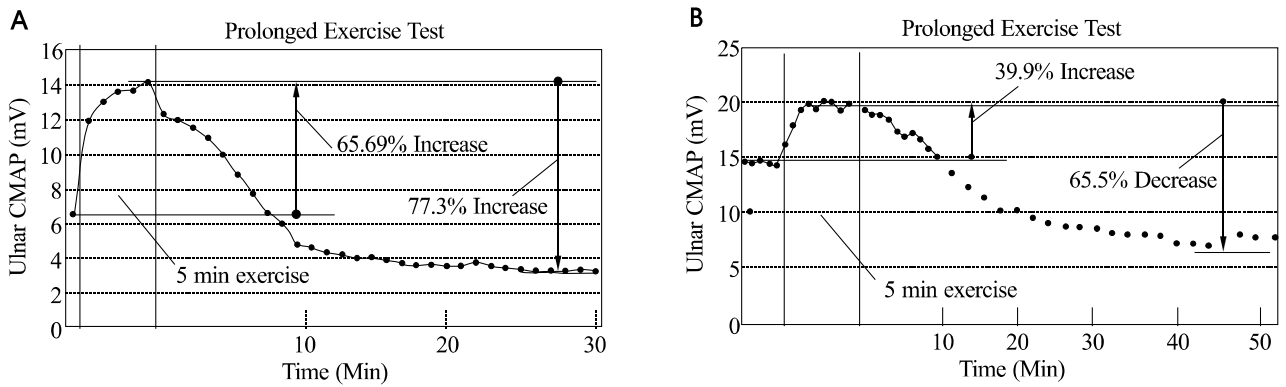 A
Prolonged Exercise Test
16
14
12
10
8
6
4
2
0
Ulnar CMAP (mV)
65.69% Increase
77.3% Increase
5 min exercise
10
20
30
Time (Min)
B
Prolonged Exercise Test
25
20
15
10
5
0
Ulnar CMAP (mV)
39.9% Increase
65.5% Decrease
5 min exercise
10
20
30
40
50
Time (Min)